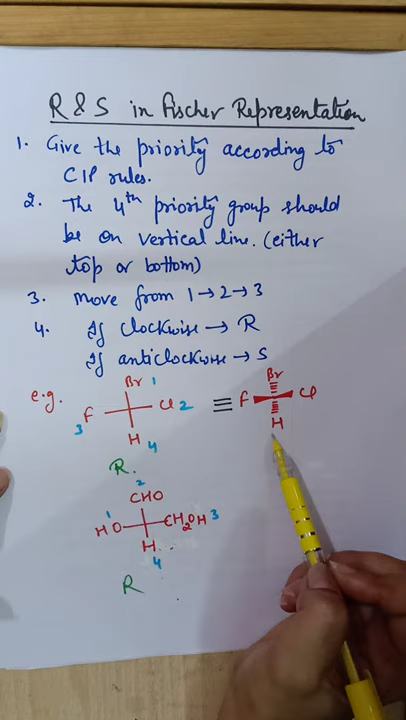 R & S in Fischer Representation
1. Give the priority according to
CIP rules.
2. The 4th priority group should
be on vertical line. (either
top or bottom)
3. move from 1→2→3
4. If clockwise → R
If anticlockwise → S
e.g.
Br 1
F 3 Cl 2
H 4
≡
Br
F Cl
H
R.
2
CHO
1 HO CH2OH 3
H
4
R